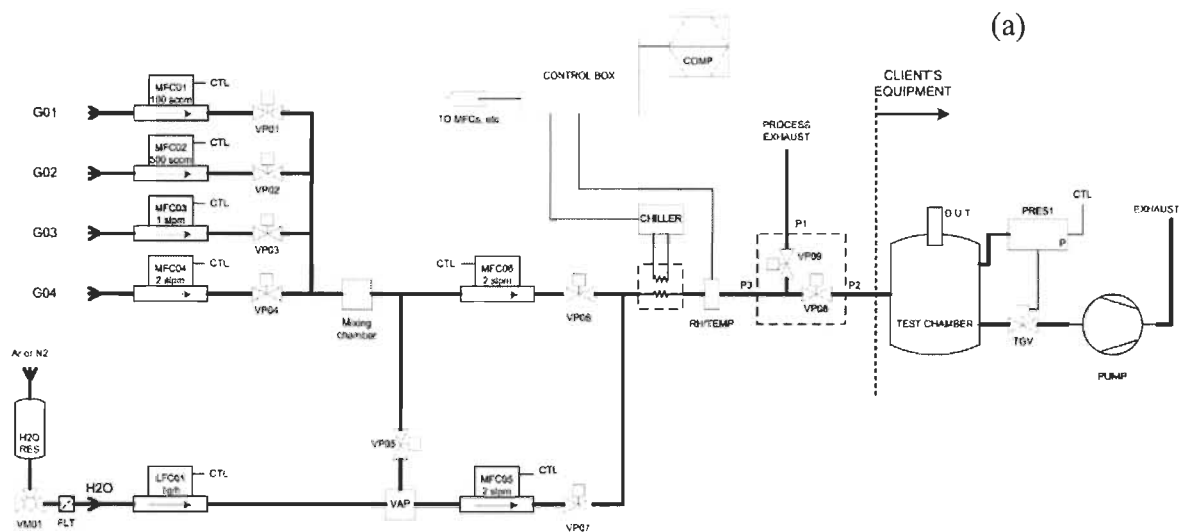 (a)
COMP
CONTROL BOX
CLIENT'S
EQUIPMENT
TO MFCs, etc
PROCESS
EXHAUST
G01
MFC01
100 sccm
CTL
VP01
G02
MFC02
500 sccm
CTL
VP02
G03
MFC03
1 slpm
CTL
VP03
G04
MFC04
2 slpm
CTL
VP04
Mixing
chamber
CTL
MFC06
2 slpm
VP06
CHILLER
RH/TEMP
P1
VP09
P3
P2
VP08
DUT
PRES1
P
CTL
EXHAUST
TEST CHAMBER
TGV
PUMP
Ar or N2
H2O
RES
VM01
FLT
H2O
LFC01
CTL
VP05
VAP
MFC05
2 slpm
CTL
VP07